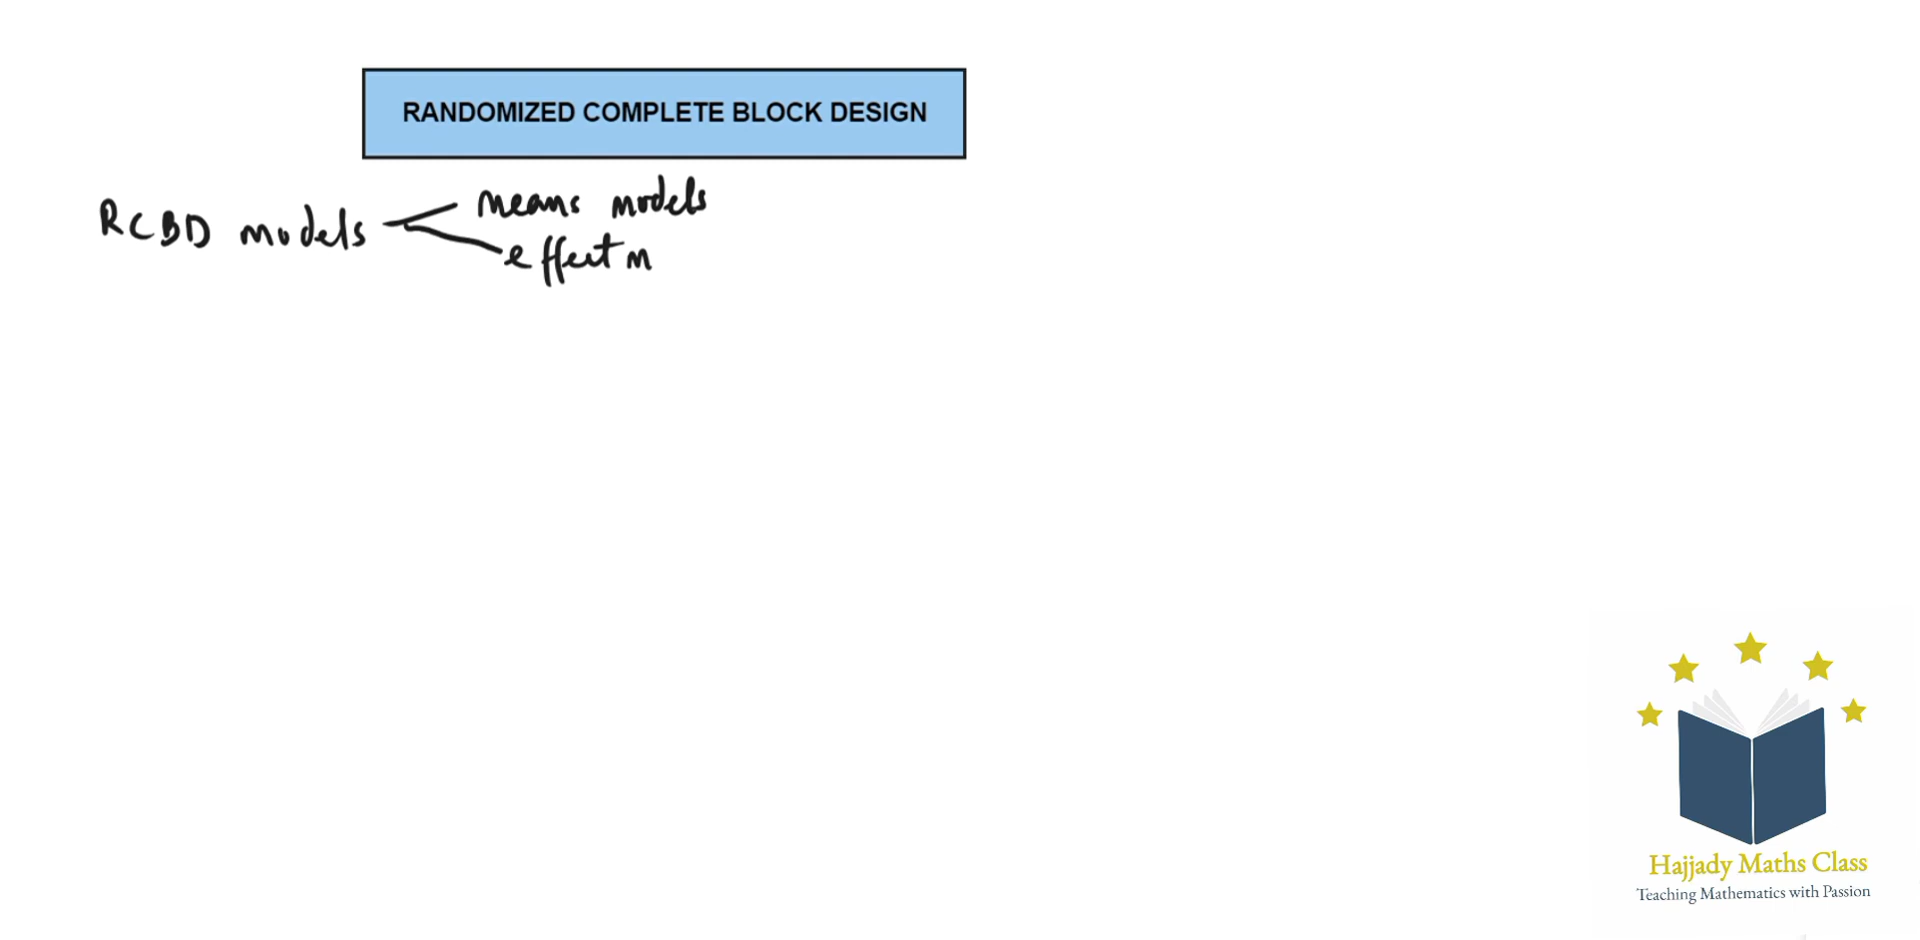 RANDOMIZED COMPLETE BLOCK DESIGN
RCBD models
means models
effect m
Hajjady Maths Class
Teaching Mathematics with Passion